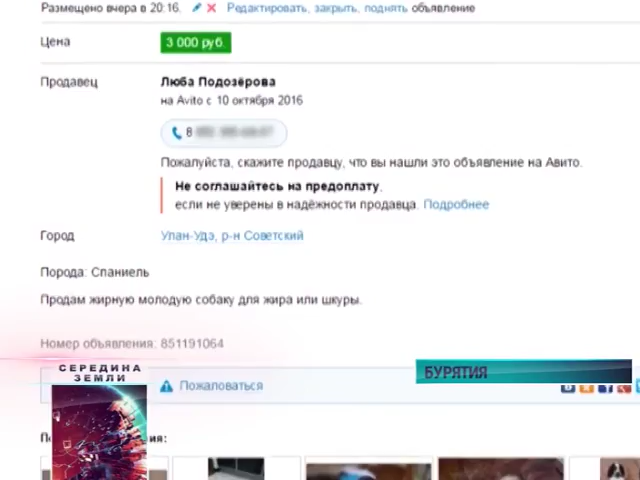 Размещено вчера в 20:16. Редактировать, закрыть, поднять объявление
Цена 3 000 руб.
Продавец Люба Подозёрова
на Avito с 10 октября 2016
8
Пожалуйста, скажите продавцу, что вы нашли это объявление на Авито.
Не соглашайтесь на предоплату,
если не уверены в надёжности продавца. Подробнее
Город Улан-Удэ, р-н Советский
Порода: Спаниель
Продам жирную молодую собаку для жира или шкуры.
Номер объявления: 851191064
СЕРЕДИНА
ЗЕМЛИ
БУРЯТИЯ
Пожаловаться